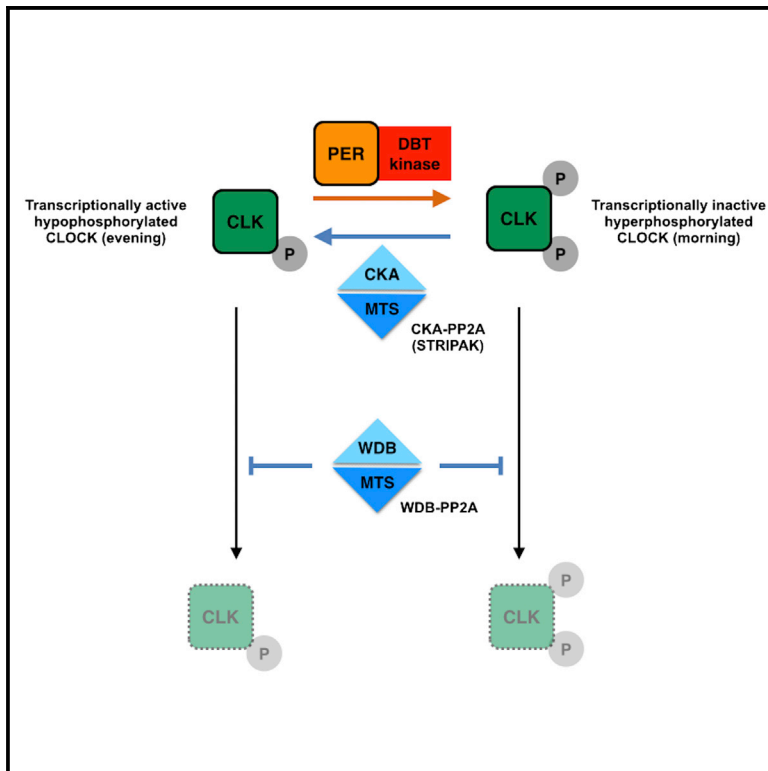 PER
DBT
kinase
Transcriptionally active
hypophosphorylated
CLOCK (evening)
CLK
P
CLK
P
P
Transcriptionally inactive
hyperphosphorylated
CLOCK (morning)
CKA
MTS
CKA-PP2A
(STRIPAK)
WDB
MTS
WDB-PP2A
CLK
P
CLK
P
P